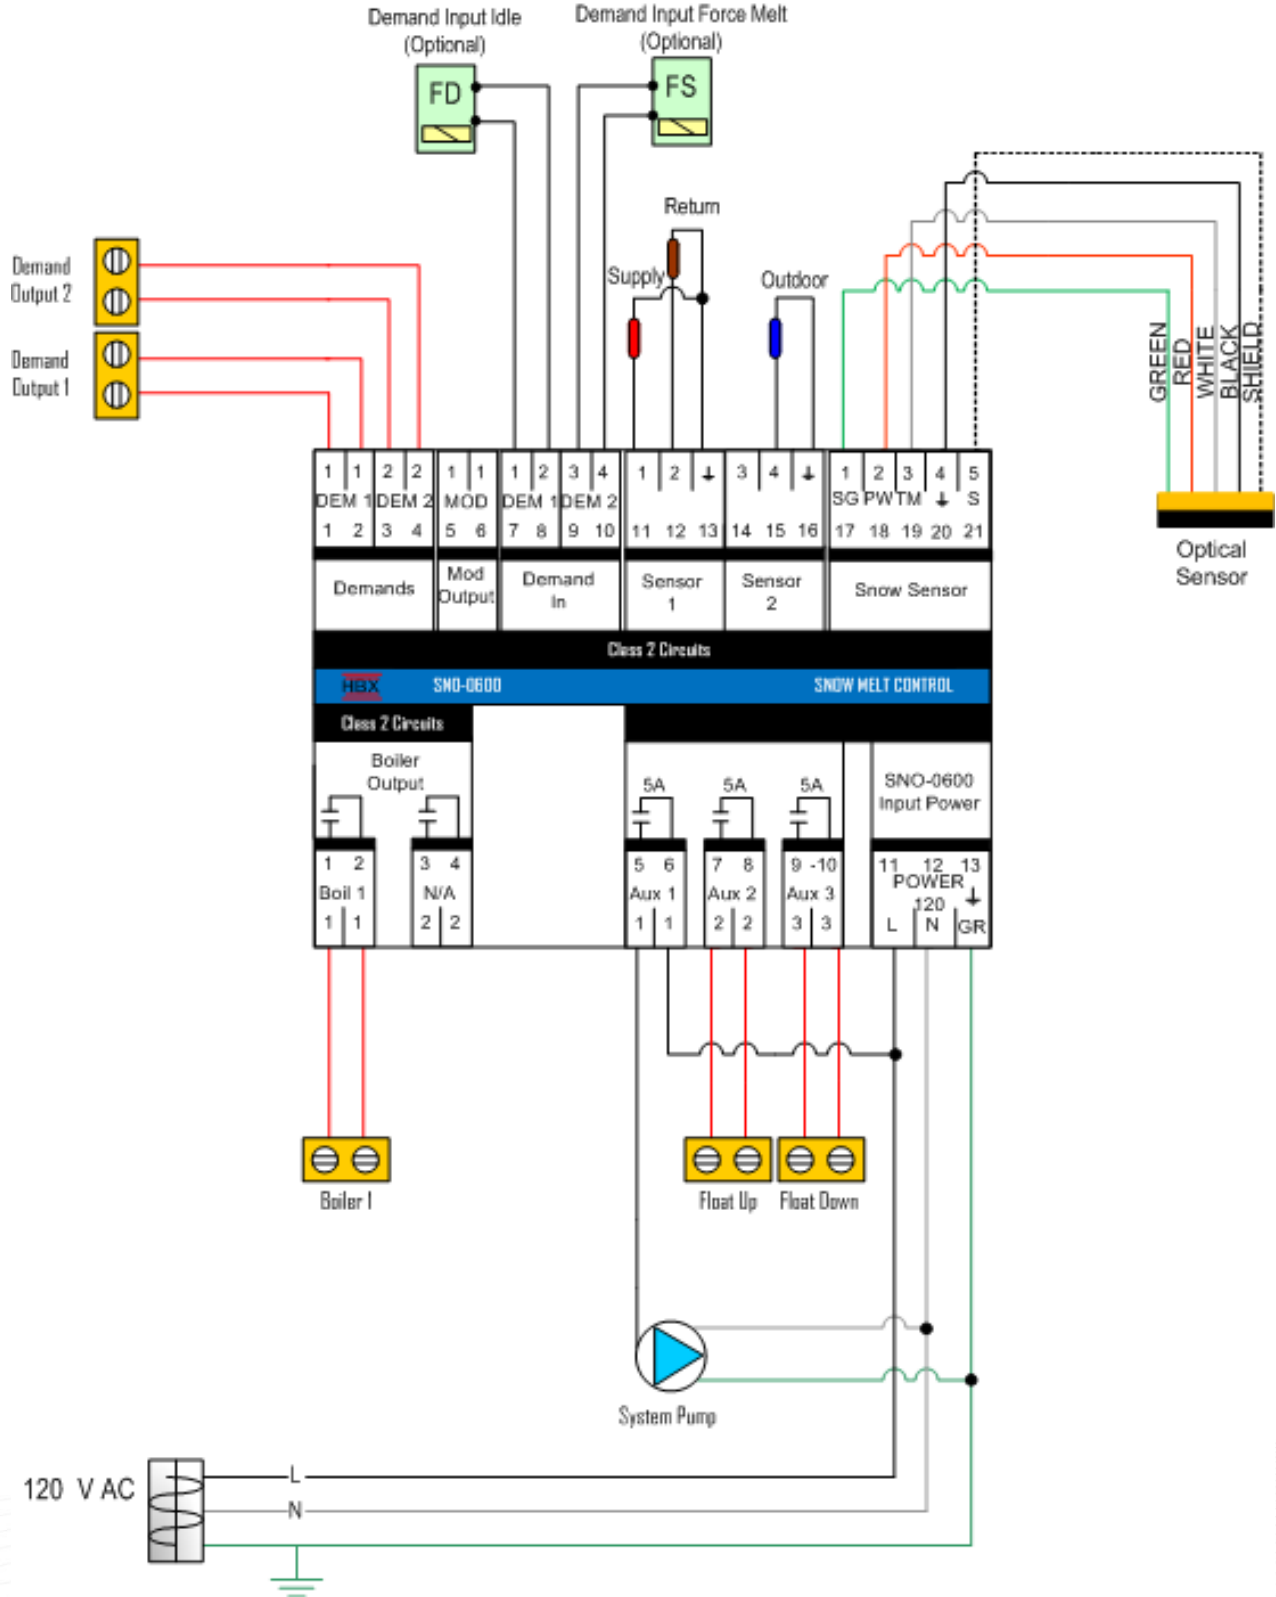 Demand Input Idle
(Optional)
Demand Input Force Melt
(Optional)
FD
FS
Return
Supply
Outdoor
Demand
Output 2
Demand
Output 1
GREEN
RED
WHITE
BLACK
SHIELD
Optical
Sensor
1 1 2 2 1 1 1 2 3 4 1 2 3 4 1 2 3 4 5
DEM 1 DEM 2 MOD DEM 1 DEM 2 SG PW TM S
1 2 3 4 5 6 7 8 9 10 11 12 13 14 15 16 17 18 19 20 21
Demands
Mod
Output
Demand
In
Sensor
1
Sensor
2
Snow Sensor
Class 2 Circuits
HBX SNO-0600 SNOW MELT CONTROL
Class 2 Circuits
Boiler
Output
5A 5A 5A
SNO-0600
Input Power
1 2 3 4 5 6 7 8 9 -10 11 12 13
Boil 1 N/A Aux 1 Aux 2 Aux 3 POWER
120
1 1 2 2 1 1 2 2 3 3 L N GR
Boiler 1
Float Up
Float Down
System Pump
120 V AC
L
N